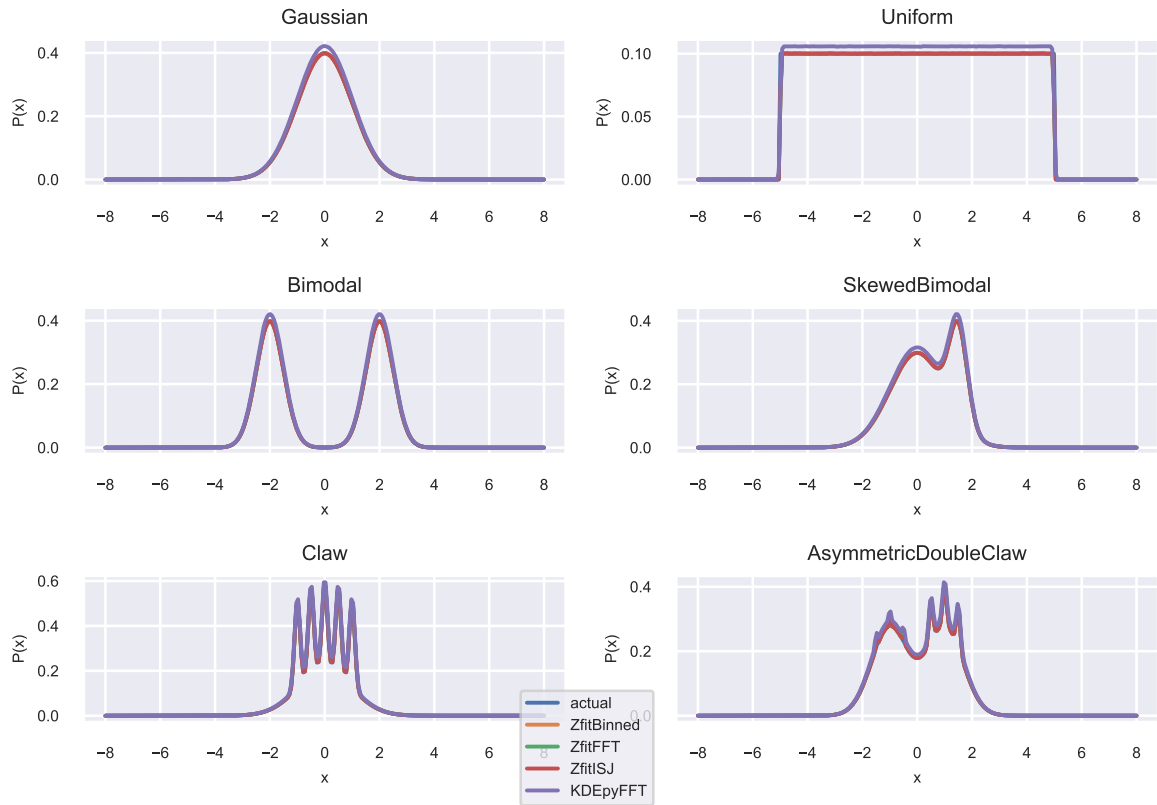 Gaussian
Uniform
0.4
0.2
0.0
P(x)
−8 −6 −4 −2 0 2 4 6 8
x
0.10
0.05
0.00
P(x)
−8 −6 −4 −2 0 2 4 6 8
x
Bimodal
SkewedBimodal
0.4
0.2
0.0
P(x)
−8 −6 −4 −2 0 2 4 6 8
x
0.4
0.2
0.0
P(x)
−8 −6 −4 −2 0 2 4 6 8
x
Claw
AsymmetricDoubleClaw
0.6
0.4
0.2
0.0
P(x)
−8 −6 −4 −2 0 2 4 6 8
x
0.4
0.2
0.0
P(x)
−8 −6 −4 −2 0 2 4 6 8
x
actual
ZfitBinned
ZfitFFT
ZfitISJ
KDEpyFFT